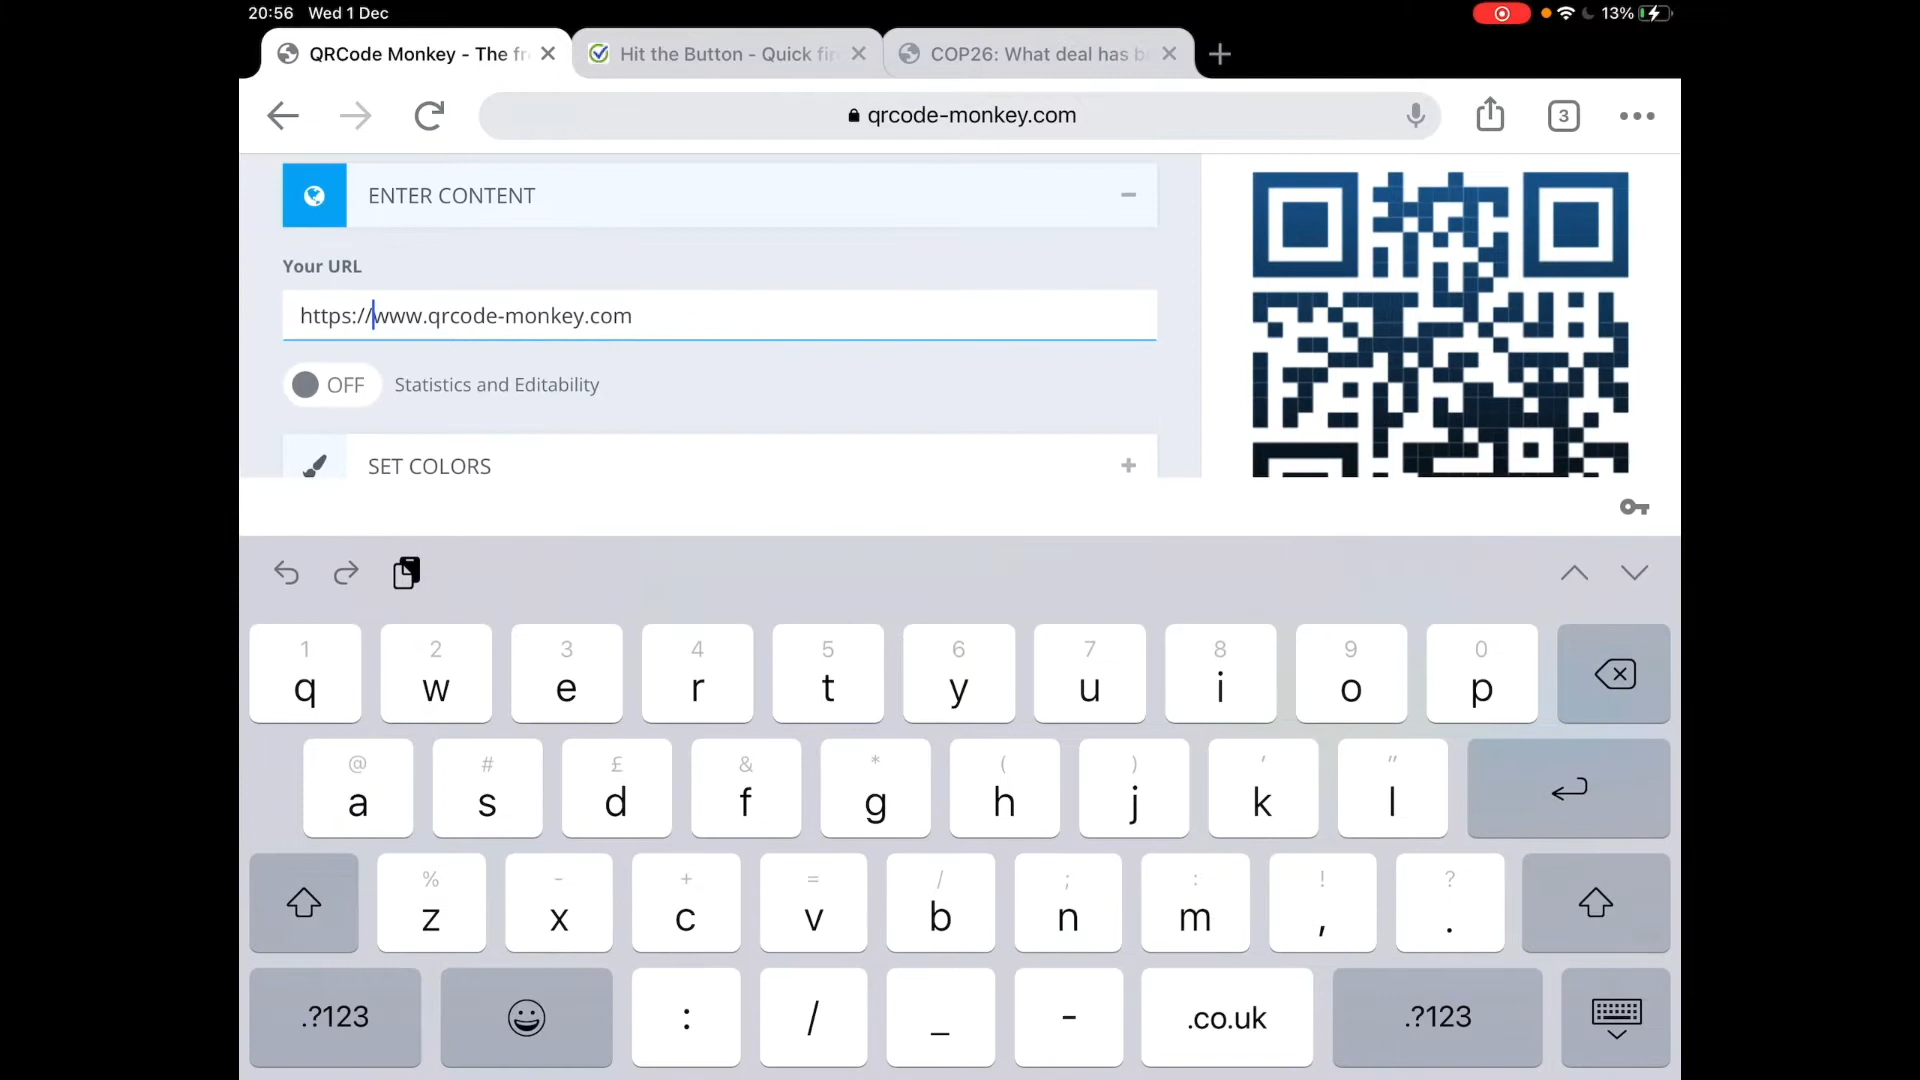 20:56 Wed 1 Dec 13%
QRCode Monkey - The fr Hit the Button - Quick fir COP26: What deal has b
qrcode-monkey.com 3
ENTER CONTENT
Your URL
https://www.qrcode-monkey.com
OFF Statistics and Editability
SET COLORS
1 2 3 4 5 6 7 8 9 0
q w e r t y u i o p
@ # £ & * ( ) ' "
a s d f g h j k l
% - + = / ; : ! ?
z x c v b n m , .
.?123 : / _ - .co.uk .?123